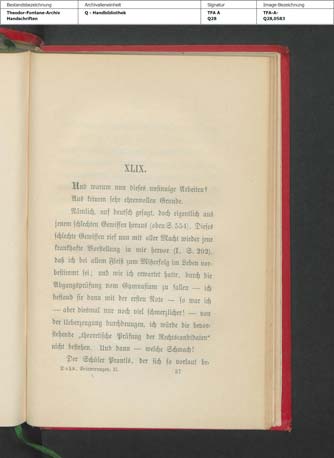 Bestandsbezeichnung Archivalieneinheit Signatur Image-Bezeichnung
Theodor-Fontane-Archiv Q - Handbibliothek TFA A TFA-A-
Handschriften Q28 Q28,0583
XLIX.
Und warum nun dieses unsinnige Arbeiten?
Aus keinem sehr ehrenvollen Grunde.
Nämlich, auf deutsch gesagt, doch eigentlich aus
jenem schlechten Gewissen heraus (oben S. 554). Dieses
schlechte Gewissen rief nun mit aller Macht wieder jene
krankhafte Vorstellung in mir hervor (I. S. 292),
daß ich bei allem Fleiß zum Mißerfolg im Leben vor-
bestimmt sei; und wie ich erwartet hatte, durch die
Abgangsprüfung vom Gymnasium zu fallen — ich
bestand sie dann mit der ersten Note — so war ich
— aber diesmal nur noch viel schmerzlicher! — von
der Ueberzeugung durchdrungen, ich würde die bevor-
stehende „theoretische Prüfung der Rechtskandidaten“
nicht bestehen. Und dann — welche Schmach!
Der Schüler Prantls, der sich so vorlaut be-
Dahn, Erinnerungen. II. 37